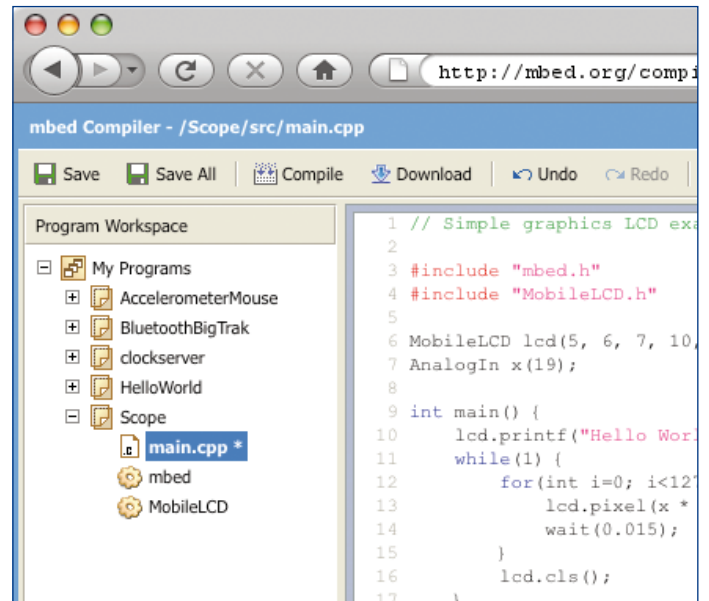 http://mbed.org/compi
mbed Compiler - /Scope/src/main.cpp
Save Save All Compile Download Undo Redo
Program Workspace
My Programs
AccelerometerMouse
BluetoothBigTrak
clockserver
HelloWorld
Scope
.c main.cpp *
mbed
MobileLCD
1 // Simple graphics LCD exa
2
3 #include "mbed.h"
4 #include "MobileLCD.h"
5
6 MobileLCD lcd(5, 6, 7, 10,
7 AnalogIn x(19);
8
9 int main() {
10 lcd.printf("Hello Worl
11 while(1) {
12 for(int i=0; i<127
13 lcd.pixel(x *
14 wait(0.015);
15 }
16 lcd.cls();
17 }